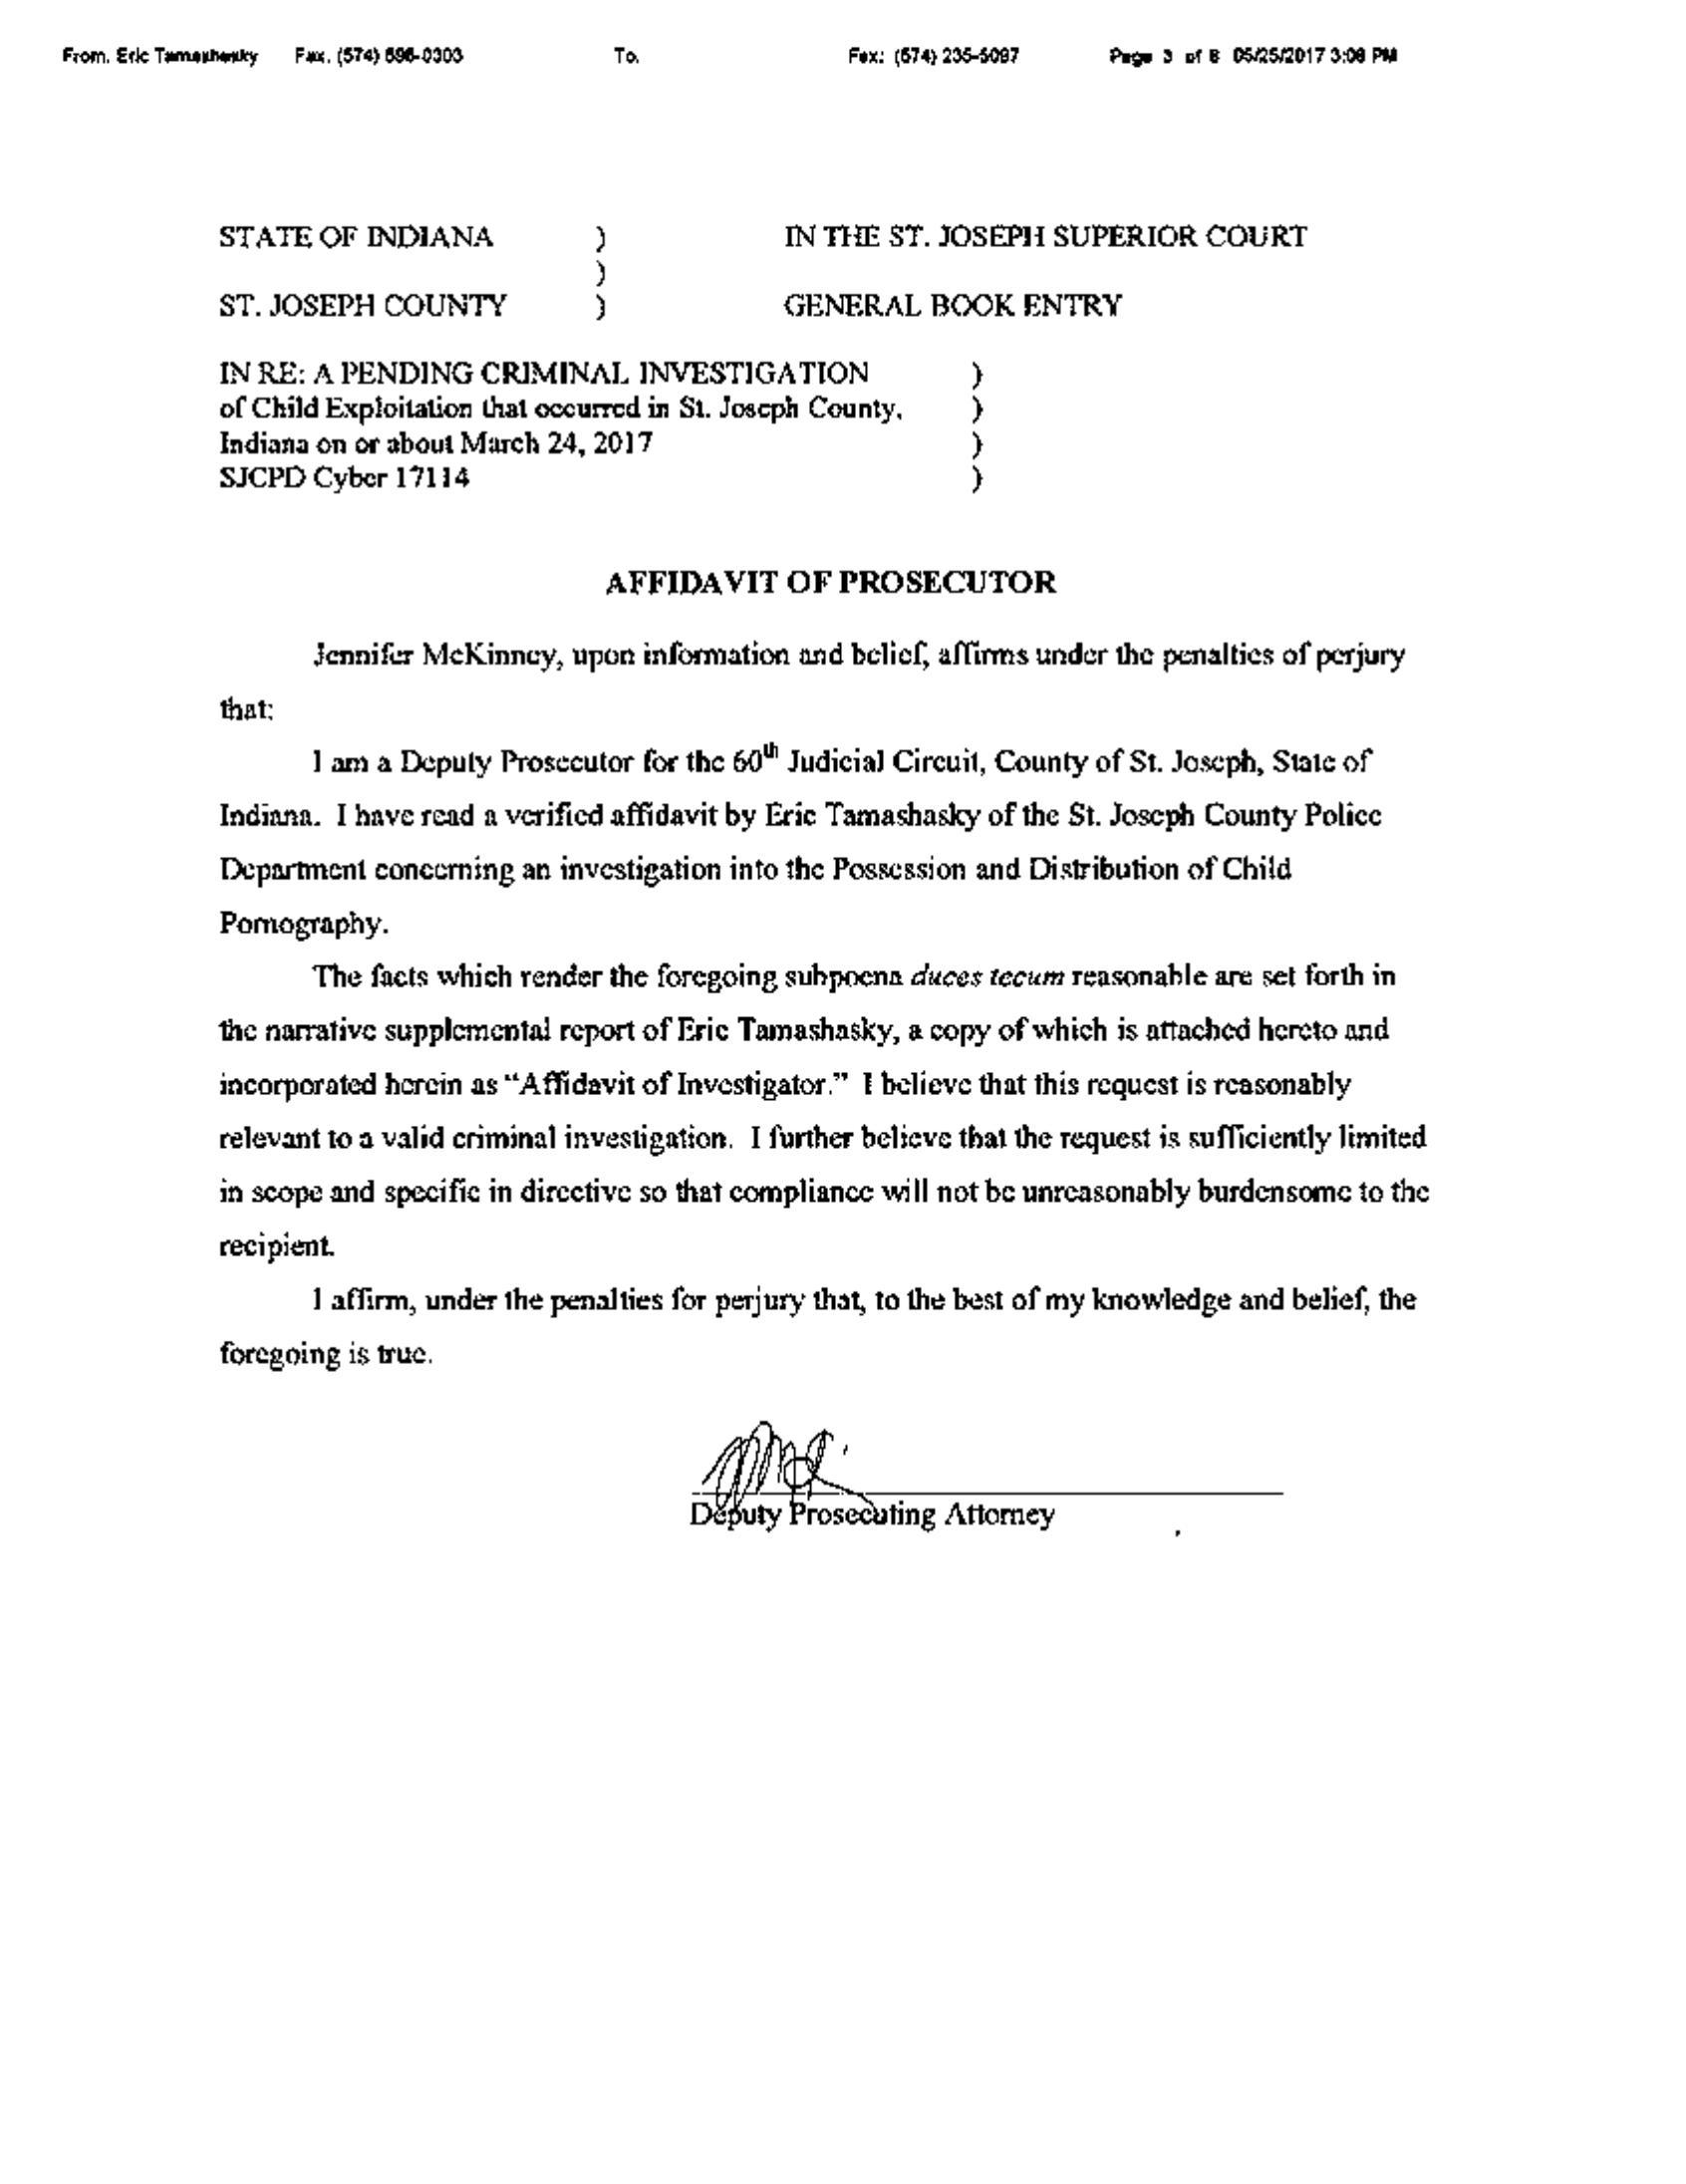 From. Eric Tamashasky Fax. (574) 696-0303 To. Fax: (574) 235-5097 Page 3 of 8 05/25/2017 3:08 PM
STATE OF INDIANA ) IN THE ST. JOSEPH SUPERIOR COURT
)
ST. JOSEPH COUNTY ) GENERAL BOOK ENTRY
IN RE: A PENDING CRIMINAL INVESTIGATION )
of Child Exploitation that occurred in St. Joseph County, )
Indiana on or about March 24, 2017 )
SJCPD Cyber 17114 )
AFFIDAVIT OF PROSECUTOR
Jennifer McKinney, upon information and belief, affirms under the penalties of perjury
that:
I am a Deputy Prosecutor for the 60th Judicial Circuit, County of St. Joseph, State of
Indiana. I have read a verified affidavit by Eric Tamashasky of the St. Joseph County Police
Department concerning an investigation into the Possession and Distribution of Child
Pornography.
The facts which render the foregoing subpoena duces tecum reasonable are set forth in
the narrative supplemental report of Eric Tamashasky, a copy of which is attached hereto and
incorporated herein as “Affidavit of Investigator.” I believe that this request is reasonably
relevant to a valid criminal investigation. I further believe that the request is sufficiently limited
in scope and specific in directive so that compliance will not be unreasonably burdensome to the
recipient.
I affirm, under the penalties for perjury that, to the best of my knowledge and belief, the
foregoing is true.
Deputy Prosecuting Attorney